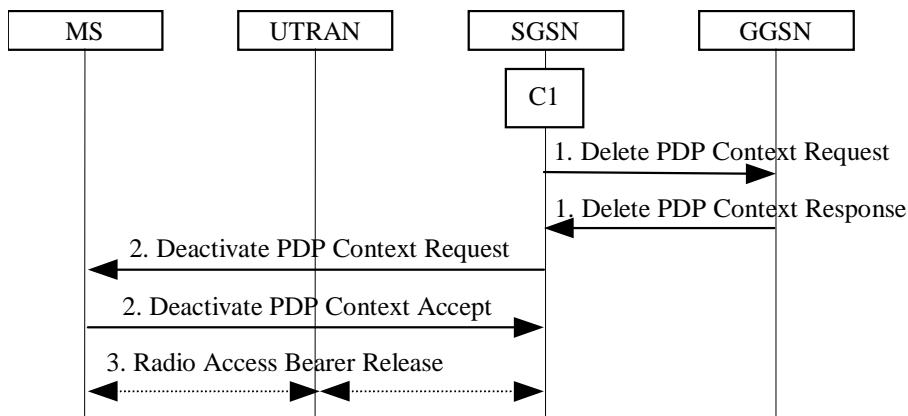 MS
UTRAN
SGSN
GGSN
C1
1. Delete PDP Context Request
1. Delete PDP Context Response
2. Deactivate PDP Context Request
2. Deactivate PDP Context Accept
3. Radio Access Bearer Release